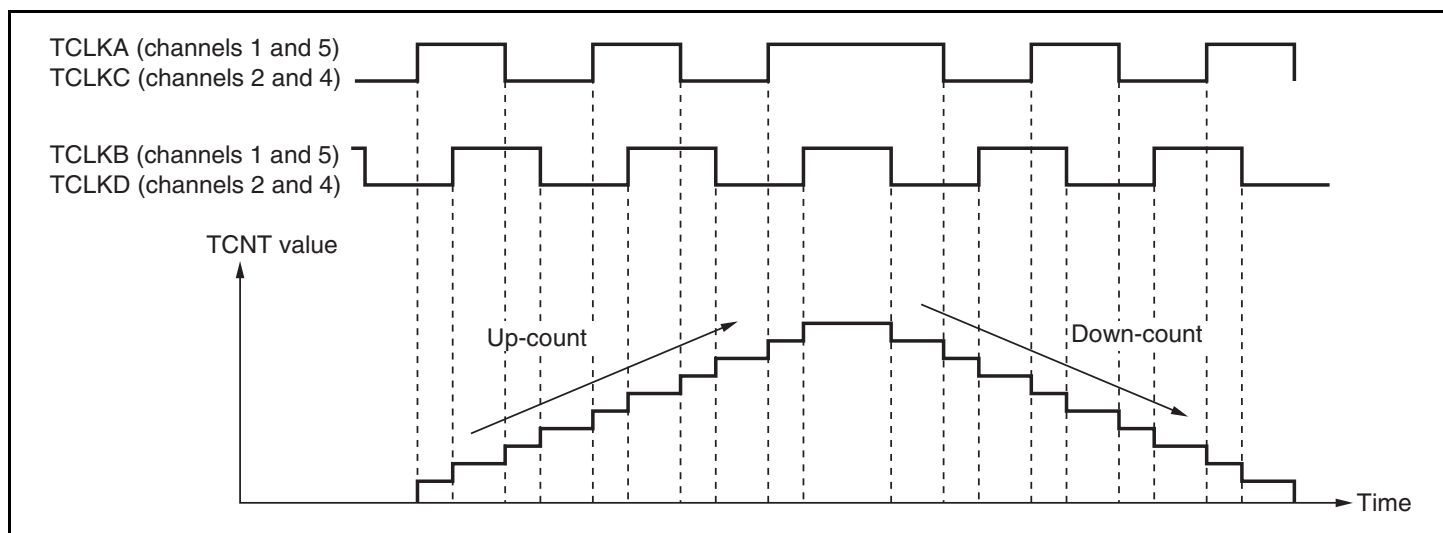 TCLKA (channels 1 and 5)
TCLKC (channels 2 and 4)
TCLKB (channels 1 and 5)
TCLKD (channels 2 and 4)
TCNT value
Up-count
Down-count
Time